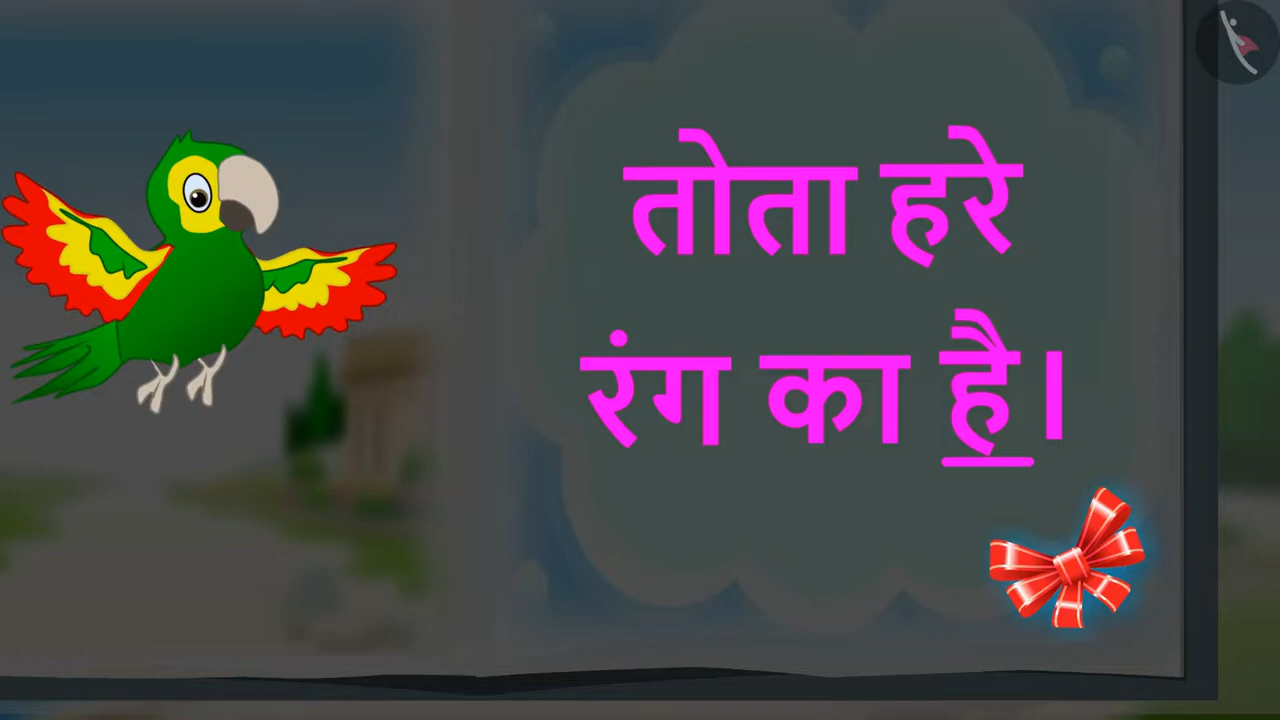 तोता हरे
रंग का है।